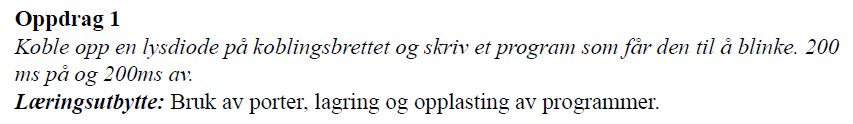 Oppdrag 1
Koble opp en lysdiode på koblingsbrettet og skriv et program som får den til å blinke. 200
ms på og 200ms av.
Læringsutbytte: Bruk av porter, lagring og opplasting av programmer.